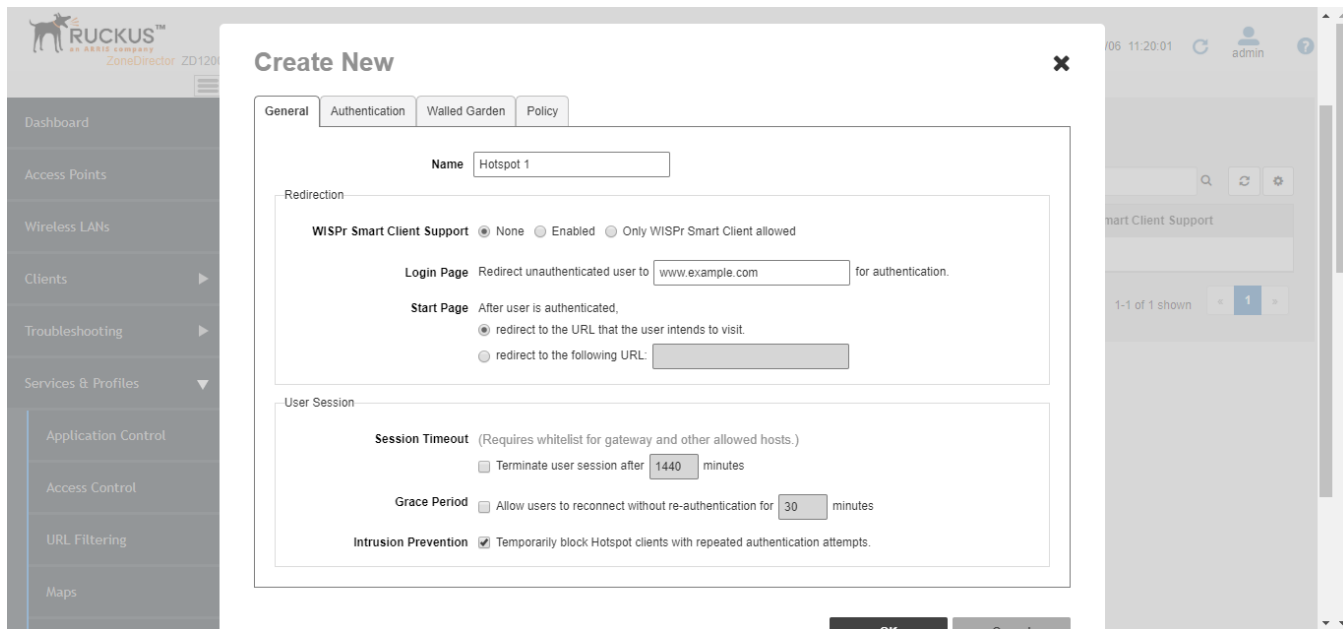 RUCKUS™
an ARRIS company
ZoneDirector ZD120
/06 11:20:01
admin
?
Dashboard
Access Points
Wireless LANs
Clients
Troubleshooting
Services & Profiles
Application Control
Access Control
URL Filtering
Maps
Create New
General Authentication Walled Garden Policy
Name Hotspot 1
Redirection
WISPr Smart Client Support None Enabled Only WISPr Smart Client allowed
Login Page Redirect unauthenticated user to www.example.com for authentication.
Start Page After user is authenticated,
redirect to the URL that the user intends to visit.
redirect to the following URL:
User Session
Session Timeout (Requires whitelist for gateway and other allowed hosts.)
Terminate user session after 1440 minutes
Grace Period Allow users to reconnect without re-authentication for 30 minutes
Intrusion Prevention Temporarily block Hotspot clients with repeated authentication attempts.
mart Client Support
1-1 of 1 shown « 1 »